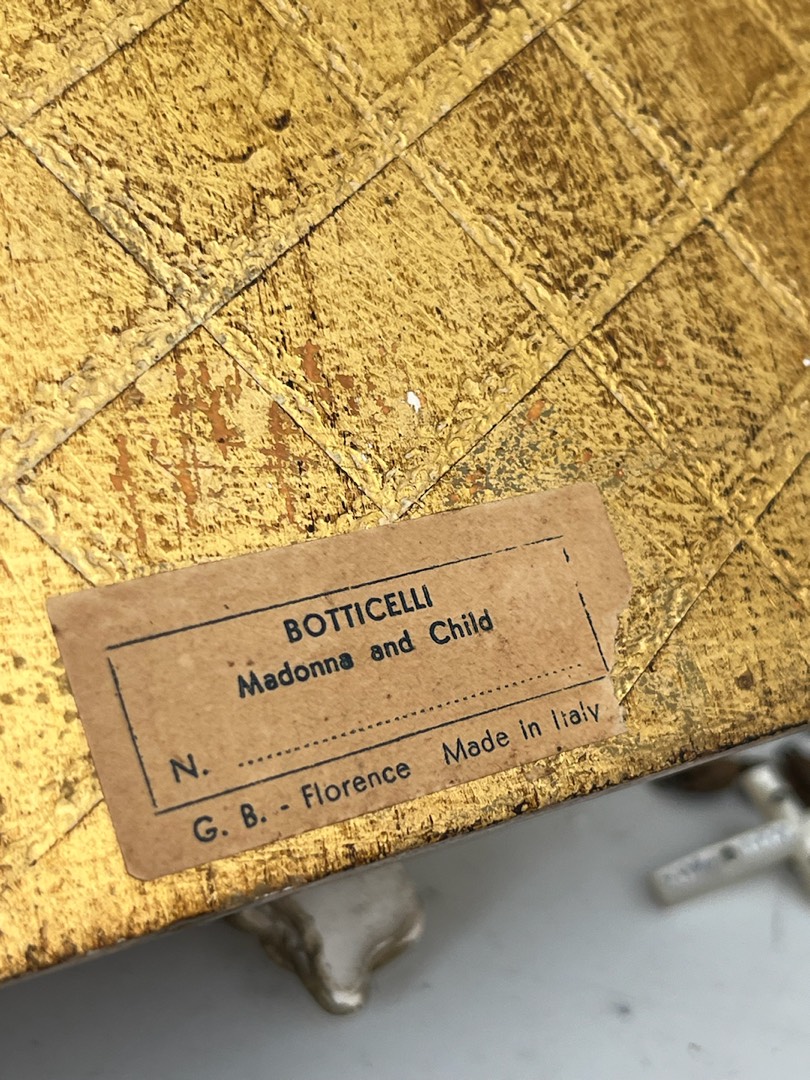 BOTTICELLI
Madonna and Child
N. ..............................................
G. B. - Florence Made in Italy